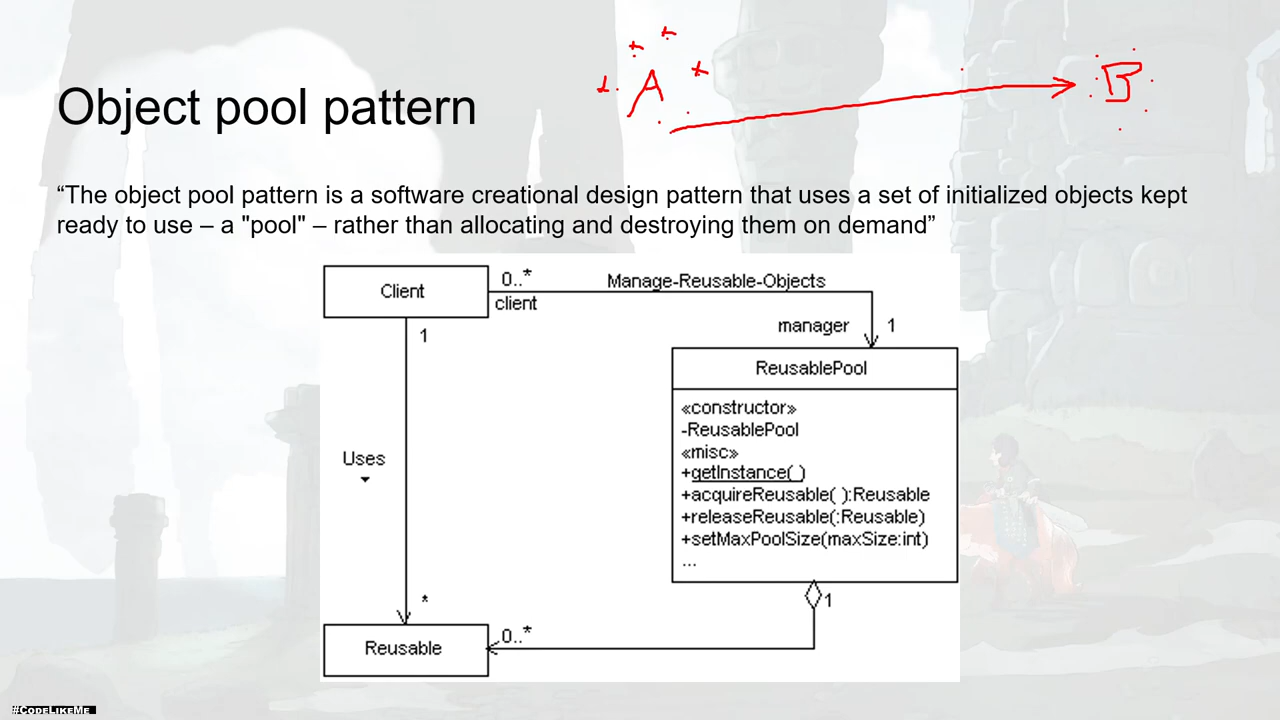 A
B
Object pool pattern
“The object pool pattern is a software creational design pattern that uses a set of initialized objects kept
ready to use – a "pool" – rather than allocating and destroying them on demand”
Client
0..*
client
Manage-Reusable-Objects
manager
1
1
ReusablePool
«constructor»
-ReusablePool
«misc»
+getInstance( )
+acquireReusable( ):Reusable
+releaseReusable(:Reusable)
+setMaxPoolSize(maxSize:int)
...
Uses
*
1
0..*
Reusable
#CodeLikeMe